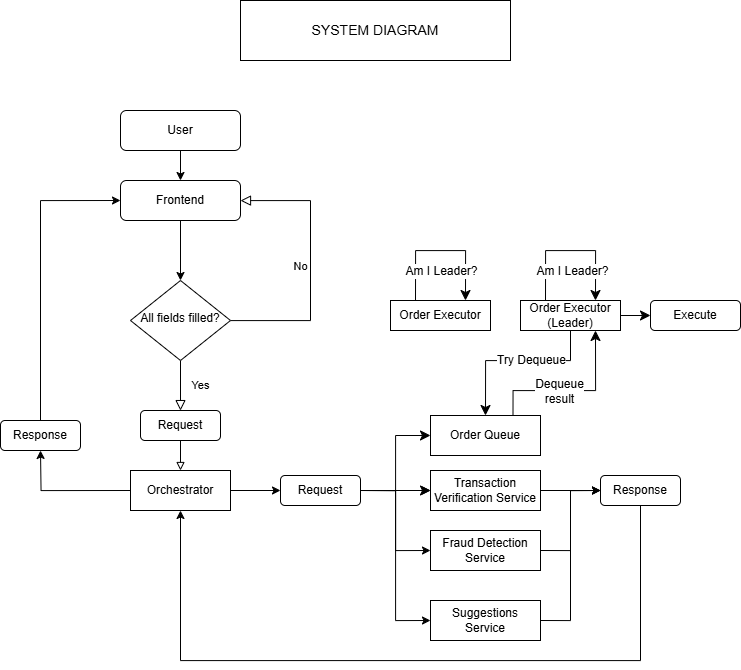 SYSTEM DIAGRAM
User
Frontend
No
All fields filled?
Yes
Am I Leader?
Am I Leader?
Order Executor
Order Executor
(Leader)
Execute
Try Dequeue
Dequeue
result
Response
Request
Order Queue
Orchestrator
Request
Transaction
Verification Service
Response
Fraud Detection
Service
Suggestions
Service